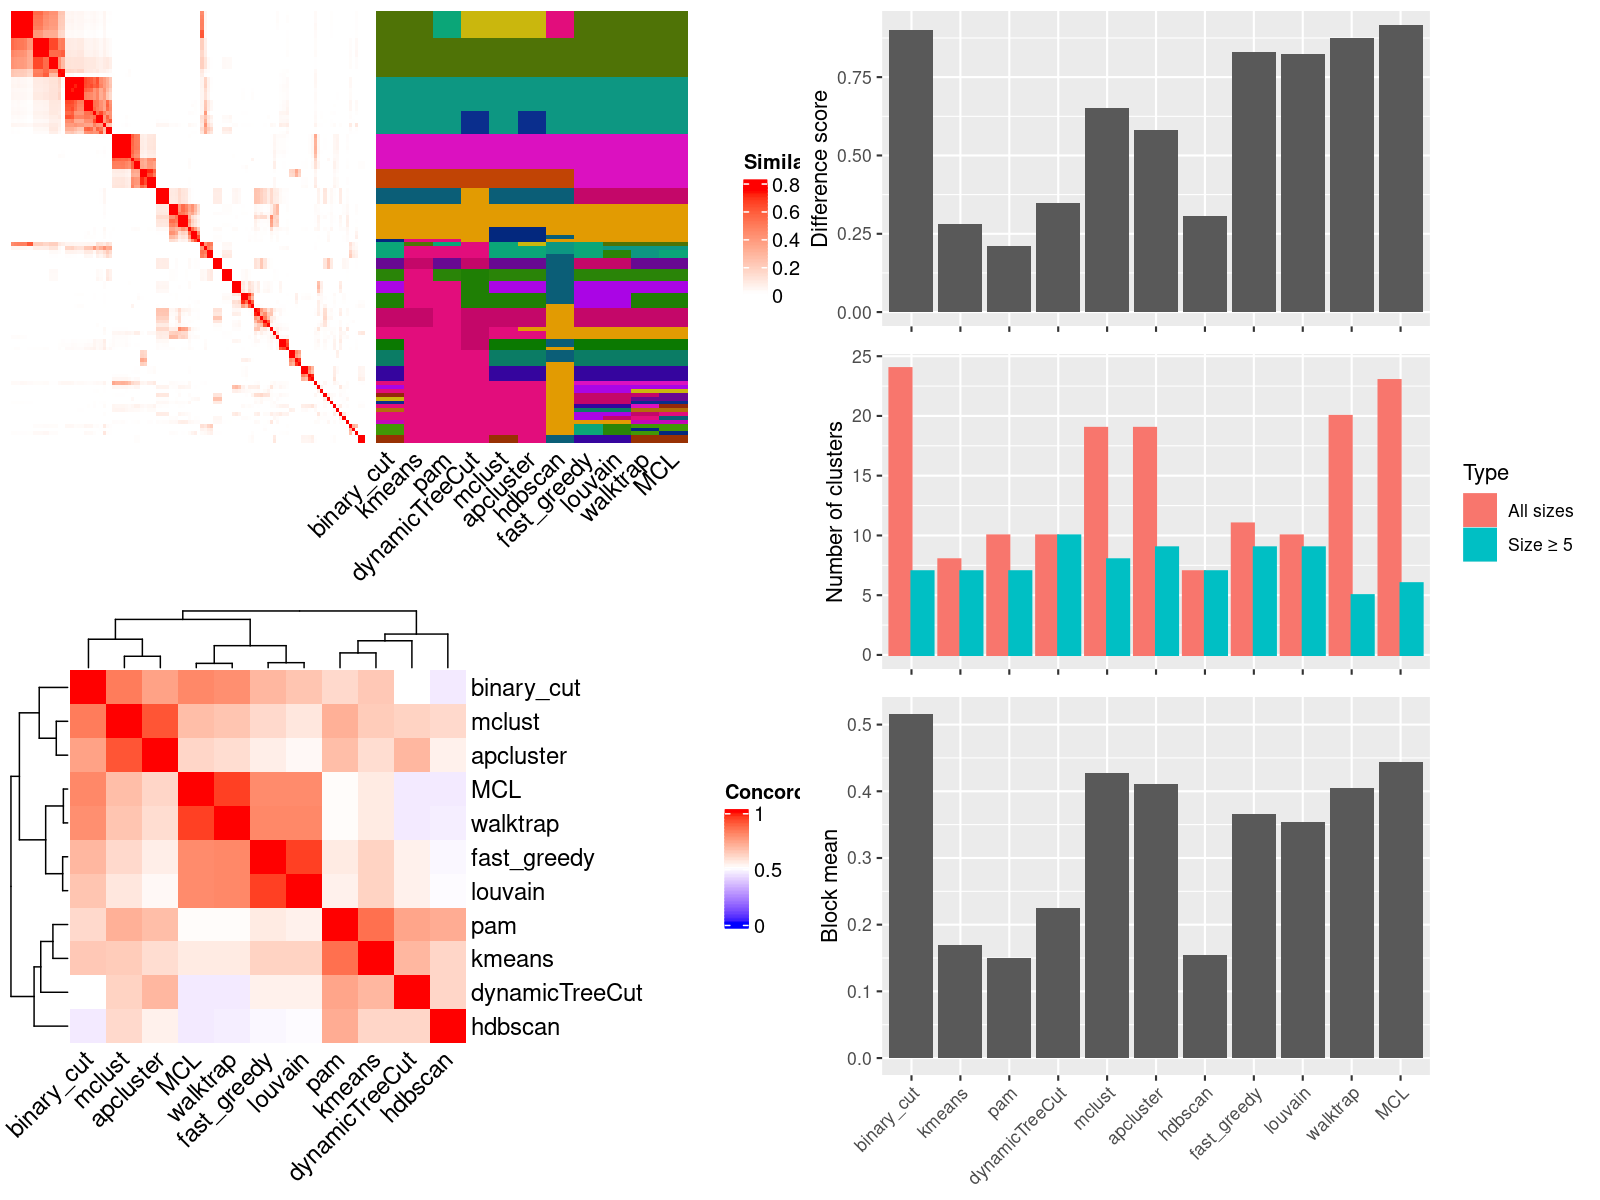 Simila
0.8
0.6
0.4
0.2
0
binary_cut
kmeans
pam
dynamicTreeCut
mclust
apcluster
hdbscan
fast_greedy
louvain
walktrap
MCL
Difference score
0.75
0.50
0.25
0.00
Number of clusters
25
20
15
10
5
0
Type
All sizes
Size ≥ 5
binary_cut
mclust
apcluster
MCL
walktrap
fast_greedy
louvain
pam
kmeans
dynamicTreeCut
hdbscan
binary_cut
mclust
apcluster
MCL
walktrap
fast_greedy
louvain
pam
kmeans
dynamicTreeCut
hdbscan
Concord
1
0.5
0
Block mean
0.5
0.4
0.3
0.2
0.1
0.0
binary_cut
kmeans
pam
dynamicTreeCut
mclust
apcluster
hdbscan
fast_greedy
louvain
walktrap
MCL